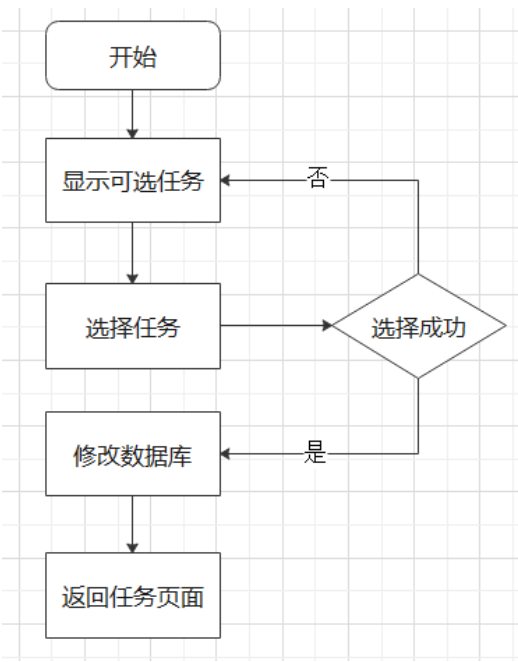 开始
显示可选任务
否
选择任务
选择成功
修改数据库
是
返回任务页面